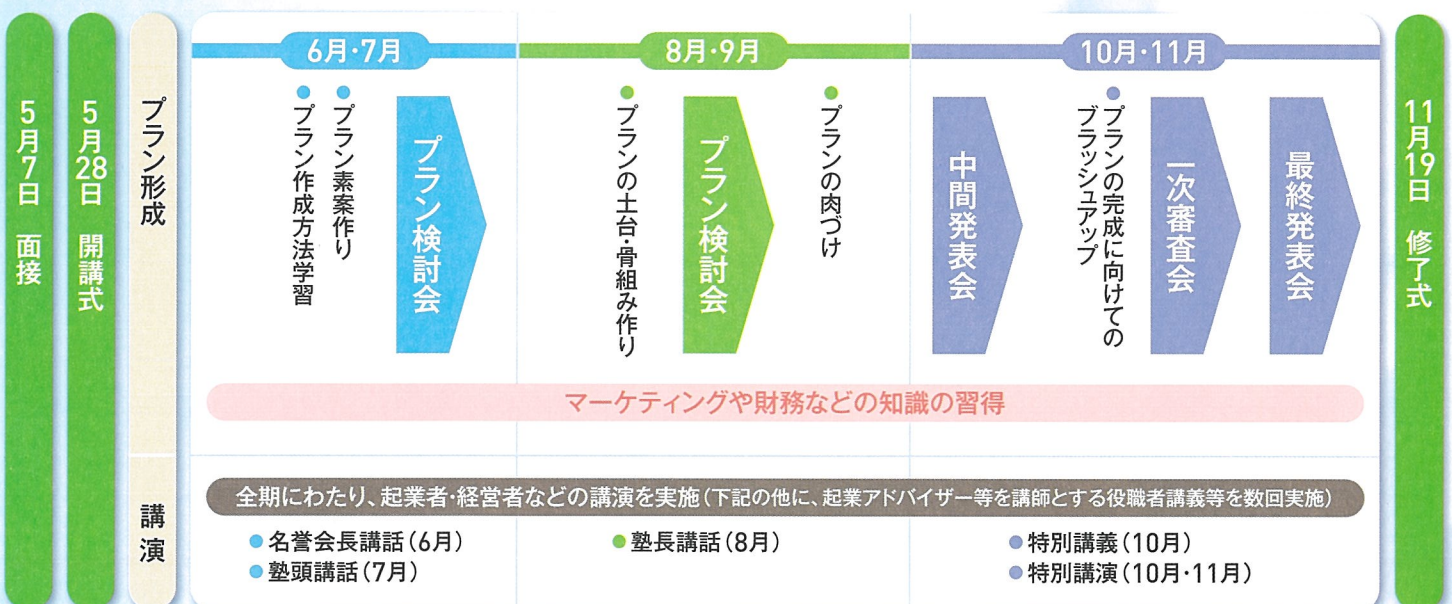 5月7日 面接
5月28日 開講式
プラン形成
6月・7月
●プラン作成方法学習
●プラン素案作り
プラン検討会
8月・9月
●プランの土台・骨組み作り
プラン検討会
●プランの肉づけ
10月・11月
中間発表会
●プランの完成に向けての
ブラッシュアップ
一次審査会
最終発表会
マーケティングや財務などの知識の習得
講演
全期にわたり、起業者・経営者などの講演を実施(下記の他に、起業アドバイザー等を講師とする役職者講義等を数回実施)
●名誉会長講話(6月)
●塾頭講話(7月)
●塾長講話(8月)
●特別講義(10月)
●特別講演(10月・11月)
11月19日 修了式